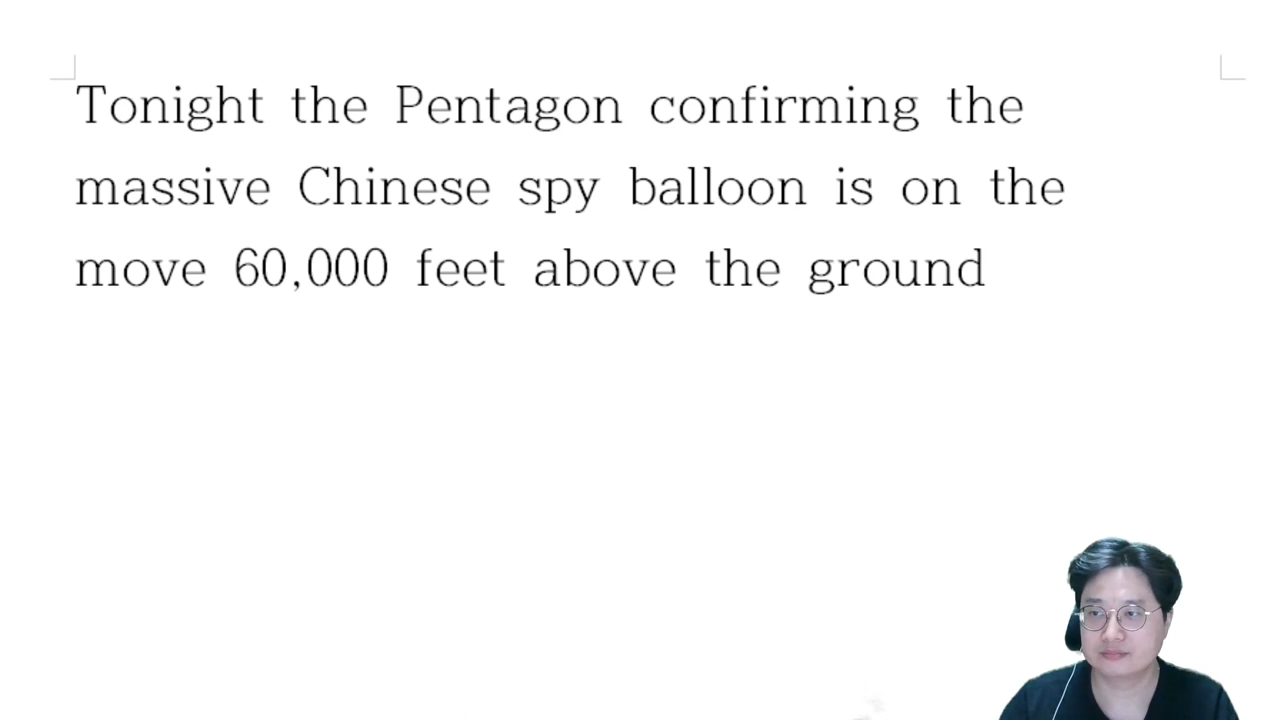 Tonight the Pentagon confirming the
massive Chinese spy balloon is on the
move 60,000 feet above the ground